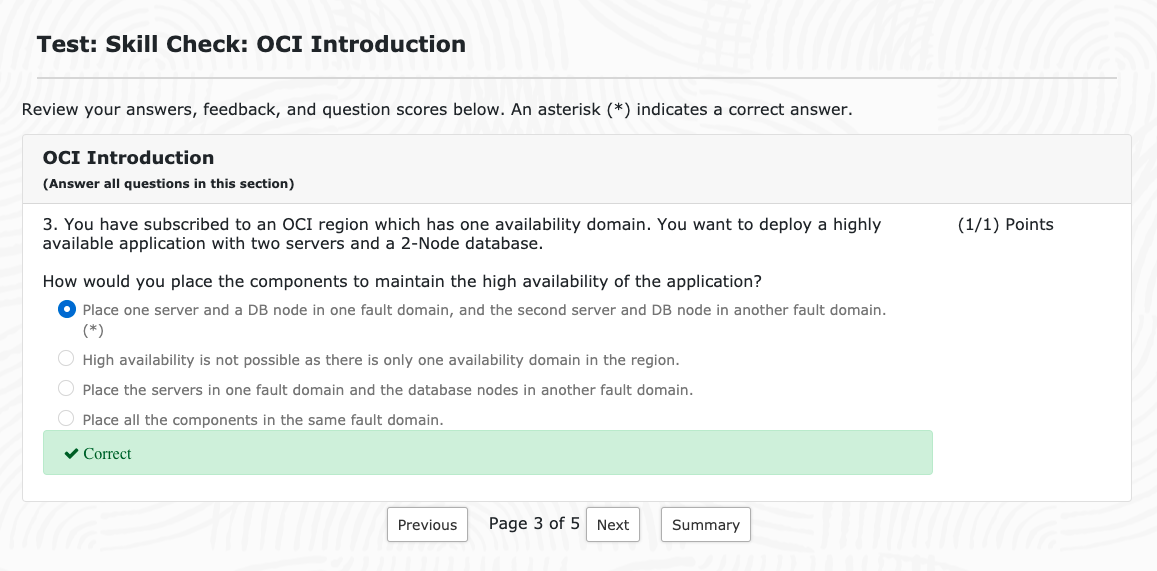 Test: Skill Check: OCI Introduction
Review your answers, feedback, and question scores below. An asterisk (*) indicates a correct answer.
OCI Introduction
(Answer all questions in this section)
3. You have subscribed to an OCI region which has one availability domain. You want to deploy a highly
available application with two servers and a 2-Node database.
(1/1) Points
How would you place the components to maintain the high availability of the application?
Place one server and a DB node in one fault domain, and the second server and DB node in another fault domain.
(*)
High availability is not possible as there is only one availability domain in the region.
Place the servers in one fault domain and the database nodes in another fault domain.
Place all the components in the same fault domain.
Correct
Previous Page 3 of 5 Next Summary